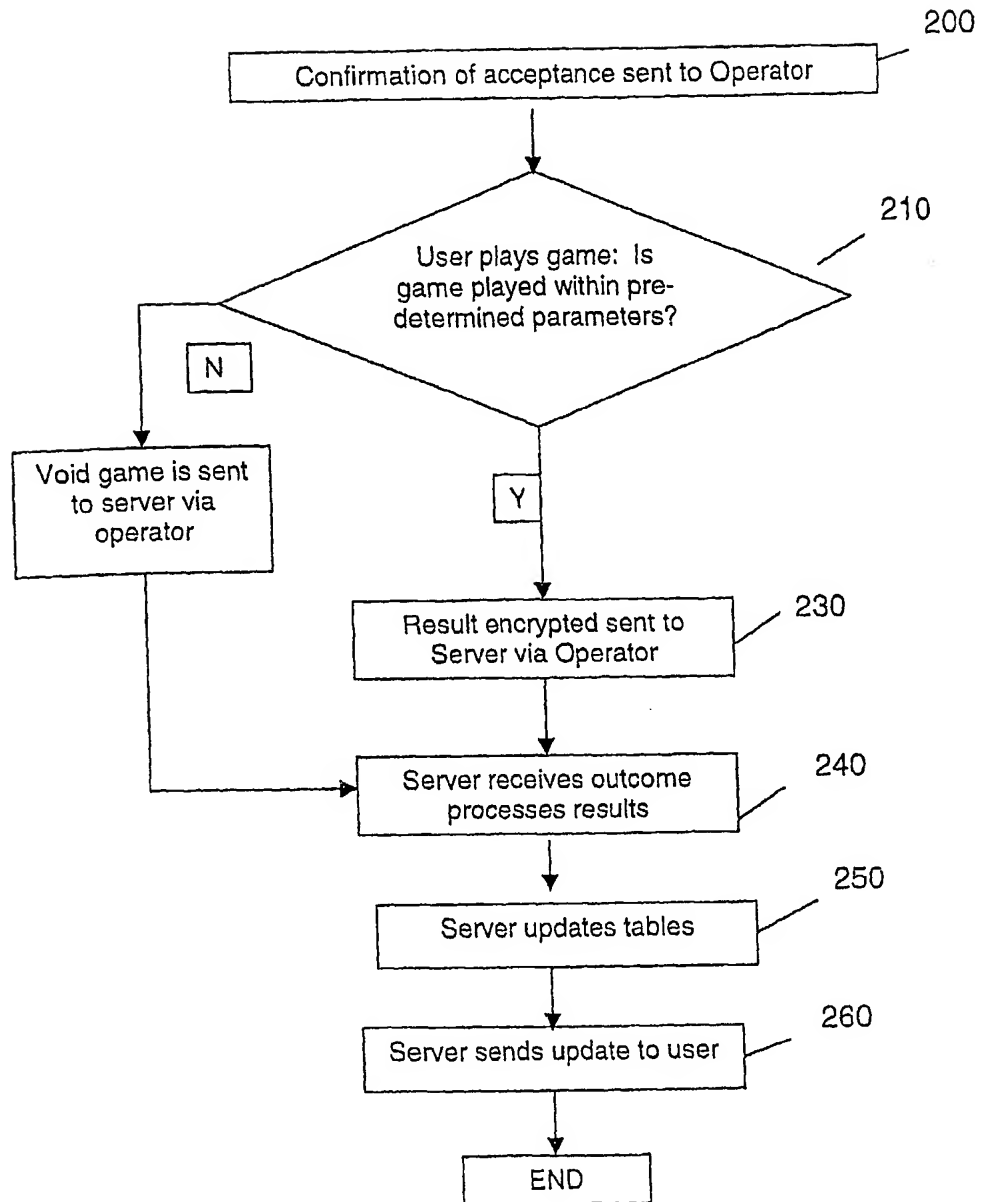 200
Confirmation of acceptance sent to Operator
210
User plays game: Is
game played within pre-
determined parameters?
N
Void game is sent
to server via
operator
Y
230
Result encrypted sent to
Server via Operator
240
Server receives outcome
processes results
250
Server updates tables
260
Server sends update to user
END